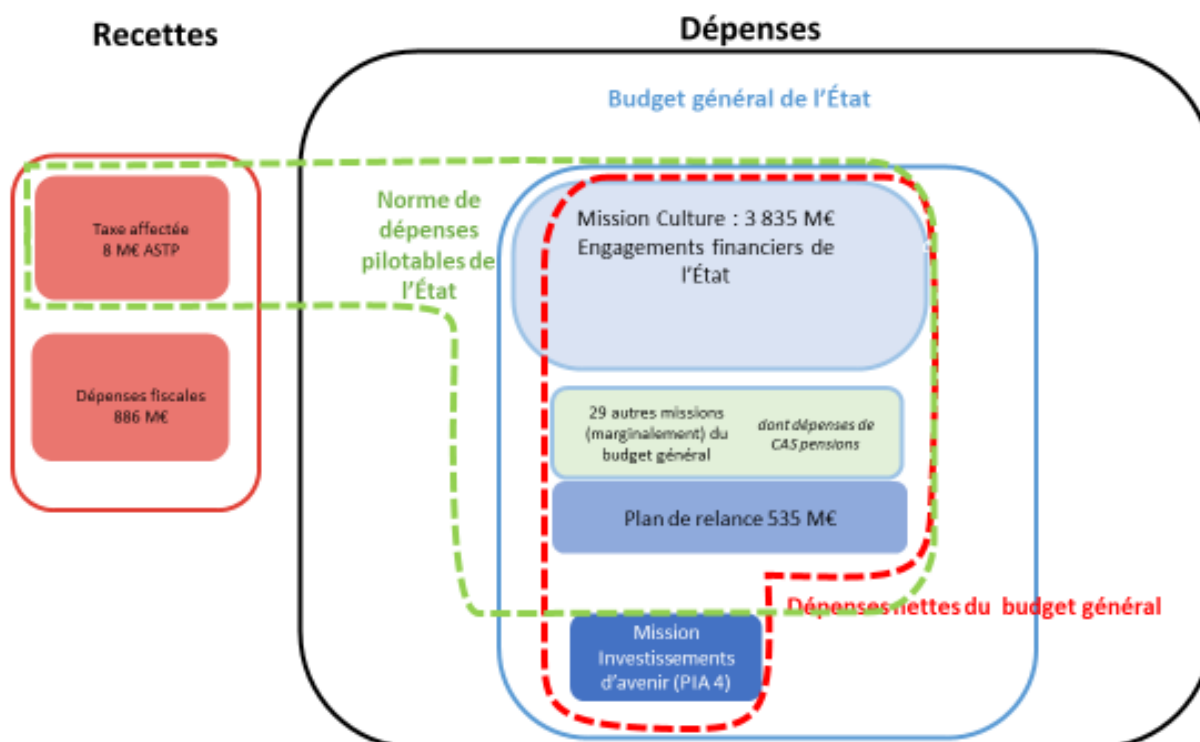 Recettes
Dépenses
Budget général de l'État
Taxe affectée
8 M€ ASTP
Dépenses fiscales
886 M€
Norme de
dépenses
pilotables de
l'État
Mission Culture : 3 835 M€
Engagements financiers de
l'État
29 autres missions
(marginalement) du
budget général
dont dépenses de
CAS pensions
Plan de relance 535 M€
Dépenses nettes du budget général
Mission
Investissements
d'avenir (PIA 4)